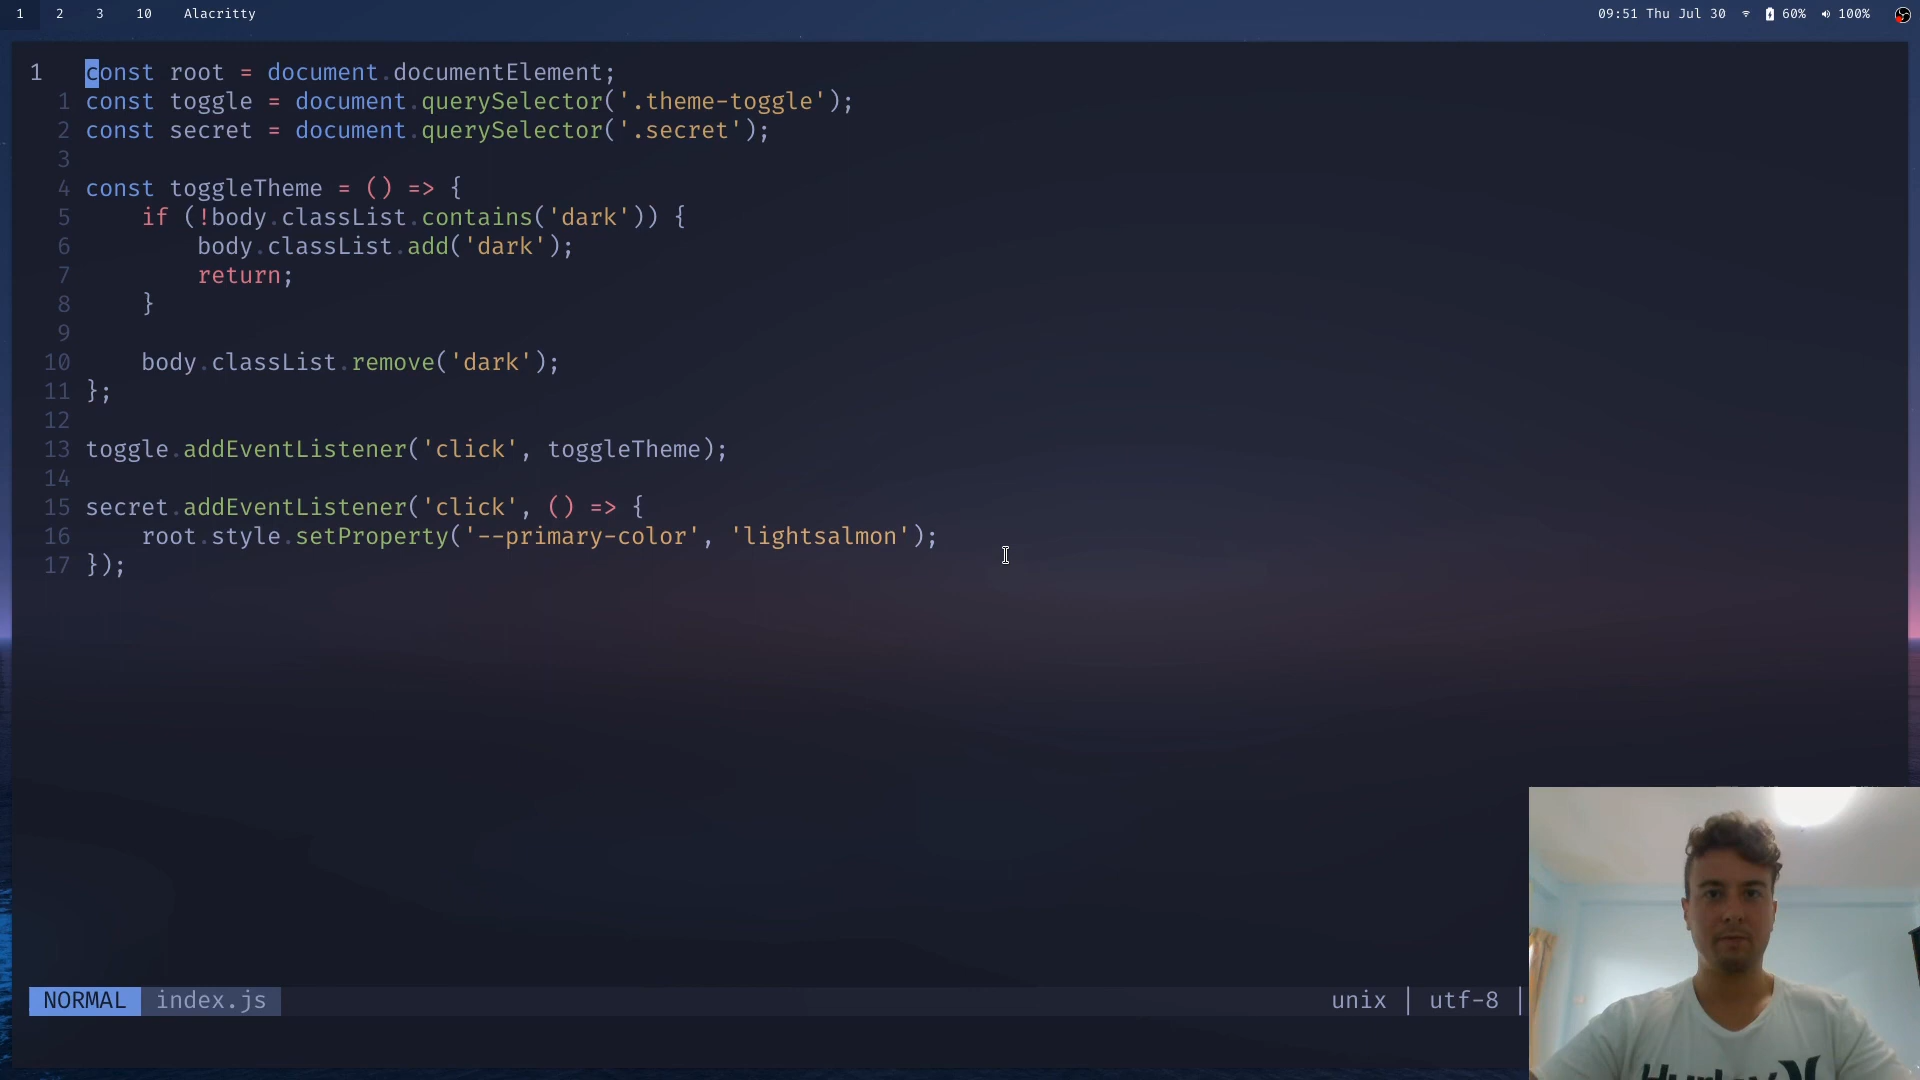 1 2 3 10 Alacritty 09:51 Thu Jul 30 60% 100%
1 const root = document.documentElement;
1 const toggle = document.querySelector('.theme-toggle');
2 const secret = document.querySelector('.secret');
3
4 const toggleTheme = () => {
5 if (!body.classList.contains('dark')) {
6 body.classList.add('dark');
7 return;
8 }
9
10 body.classList.remove('dark');
11 };
12
13 toggle.addEventListener('click', toggleTheme);
14
15 secret.addEventListener('click', () => {
16 root.style.setProperty('--primary-color', 'lightsalmon');
17 });
NORMAL index.js unix | utf-8 |
Hurley